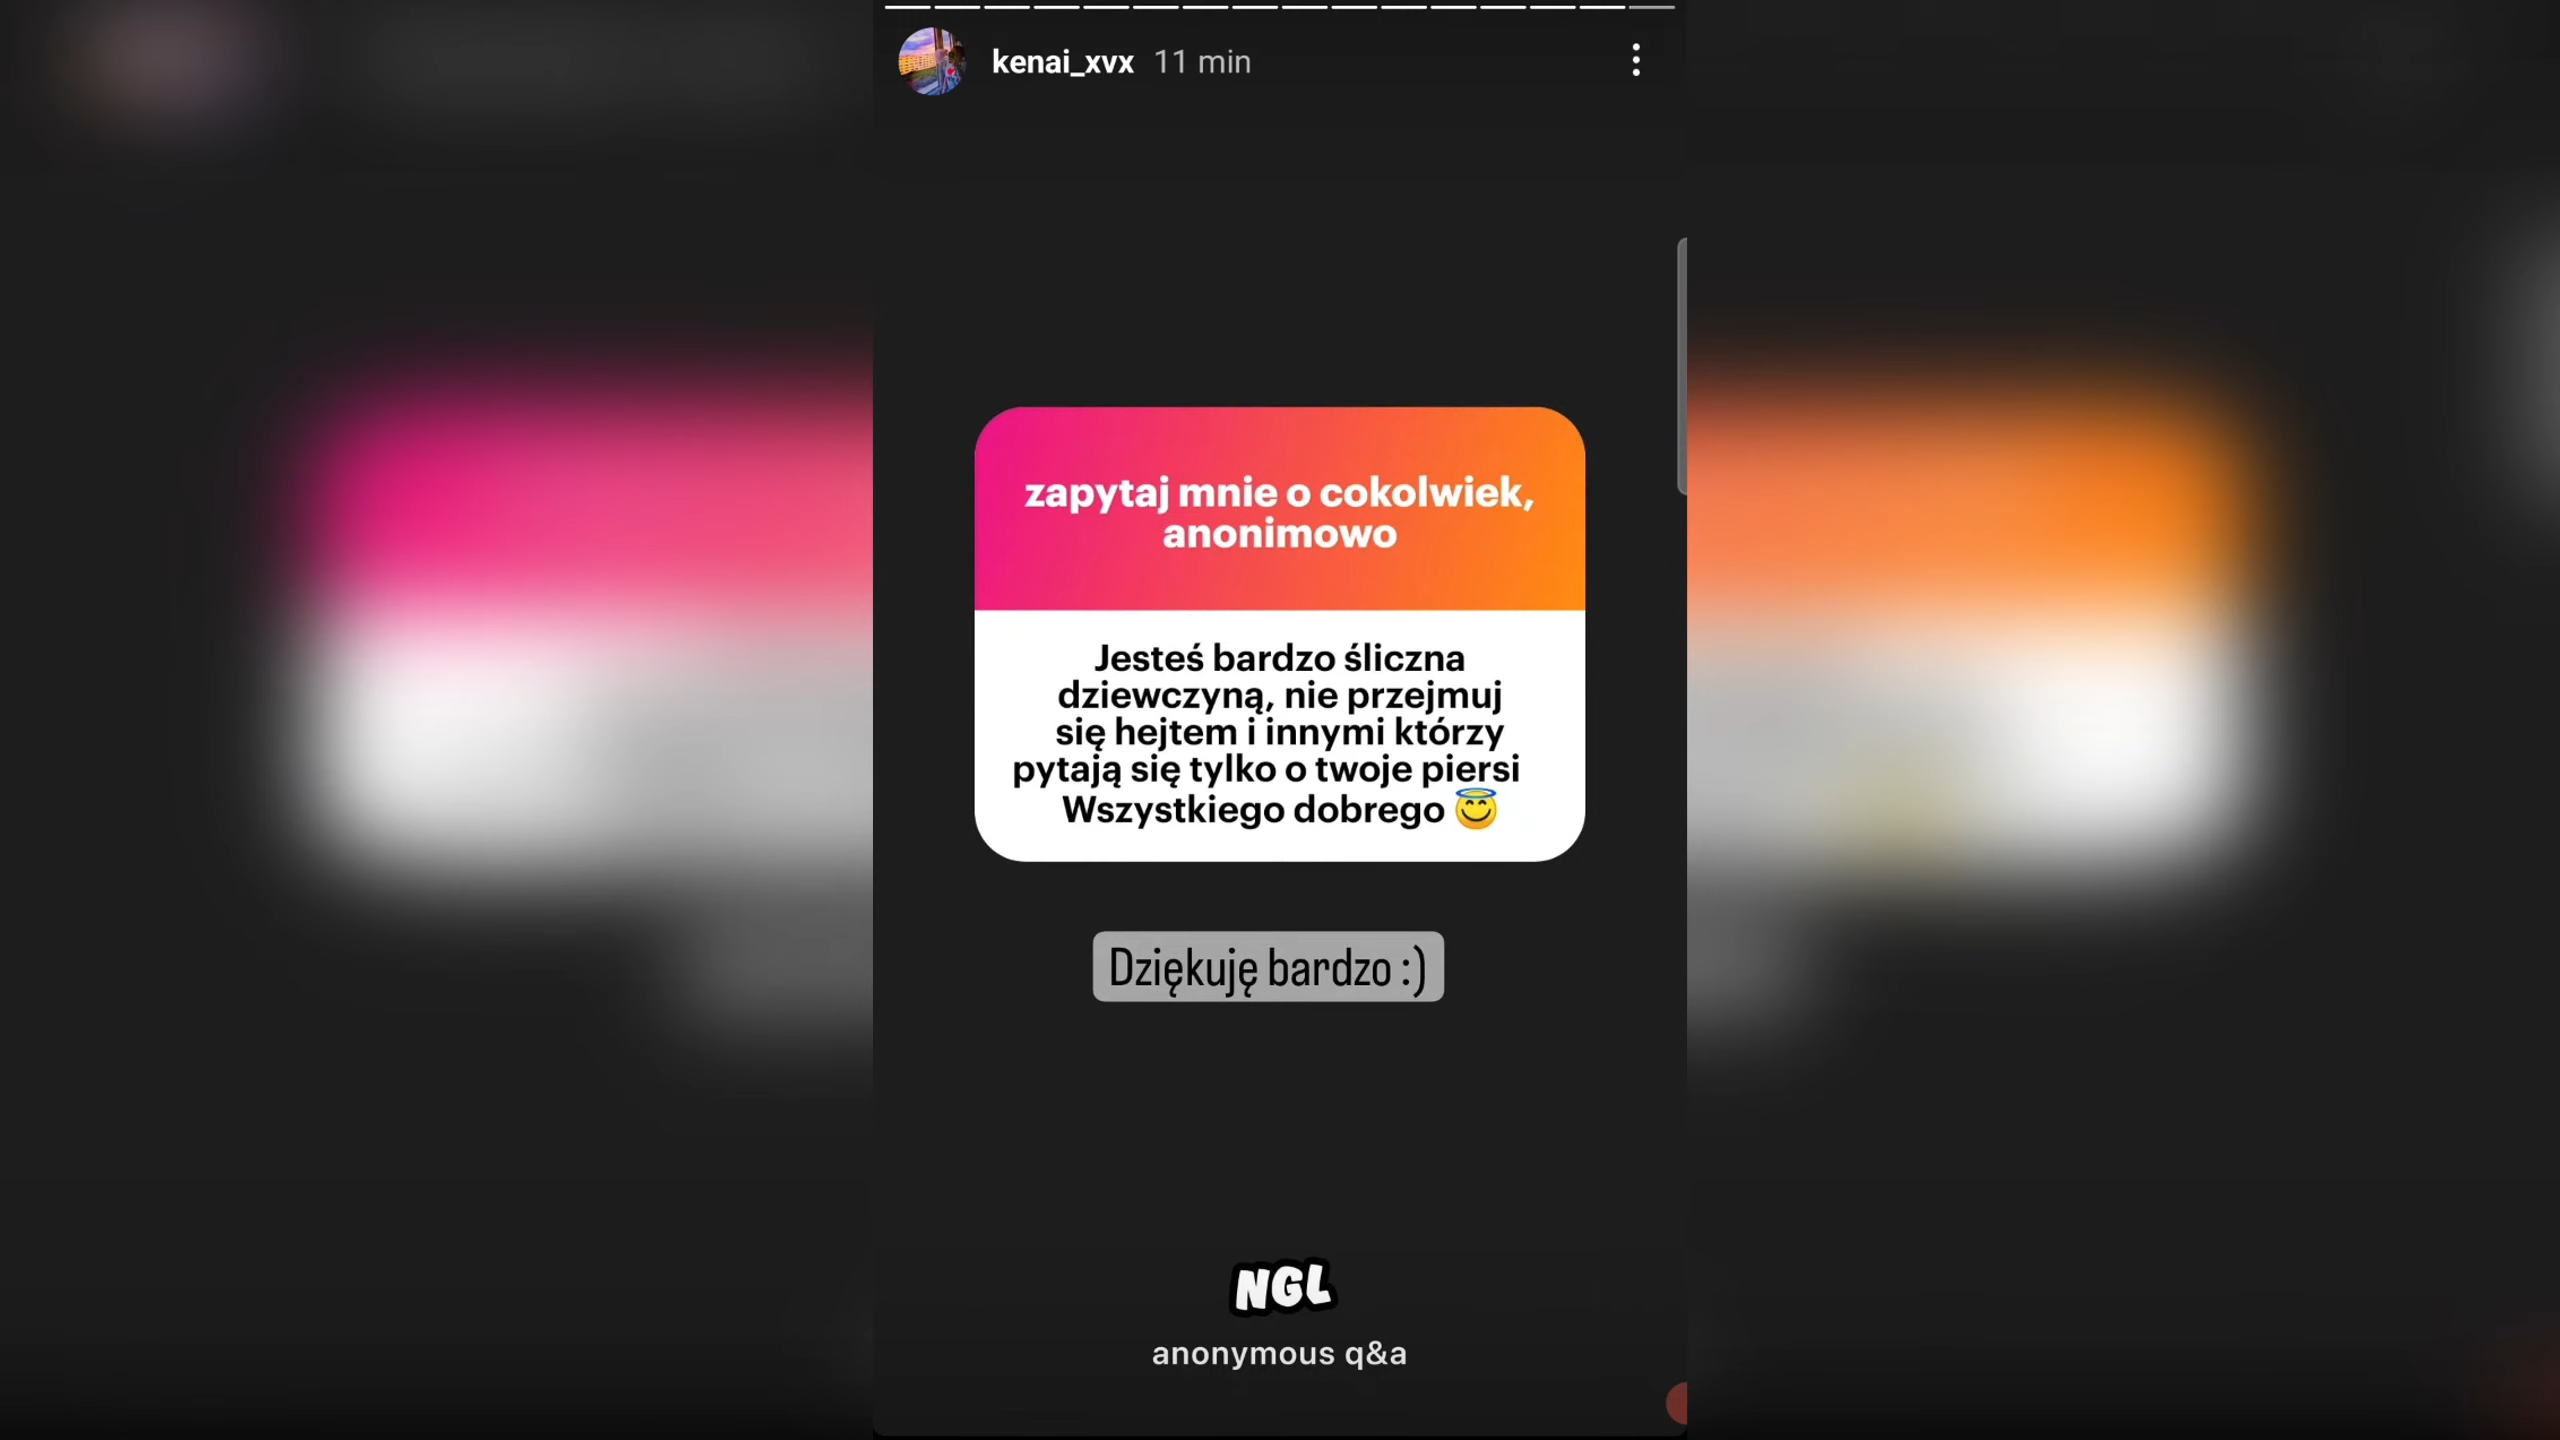 kenai_xvx 11 min
zapytaj mnie o cokolwiek,
anonimowo
Jesteś bardzo śliczna
dziewczyną, nie przejmuj
się hejtem i innymi którzy
pytają się tylko o twoje piersi
Wszystkiego dobrego 😇
Dziękuję bardzo :)
NGL
anonymous q&a